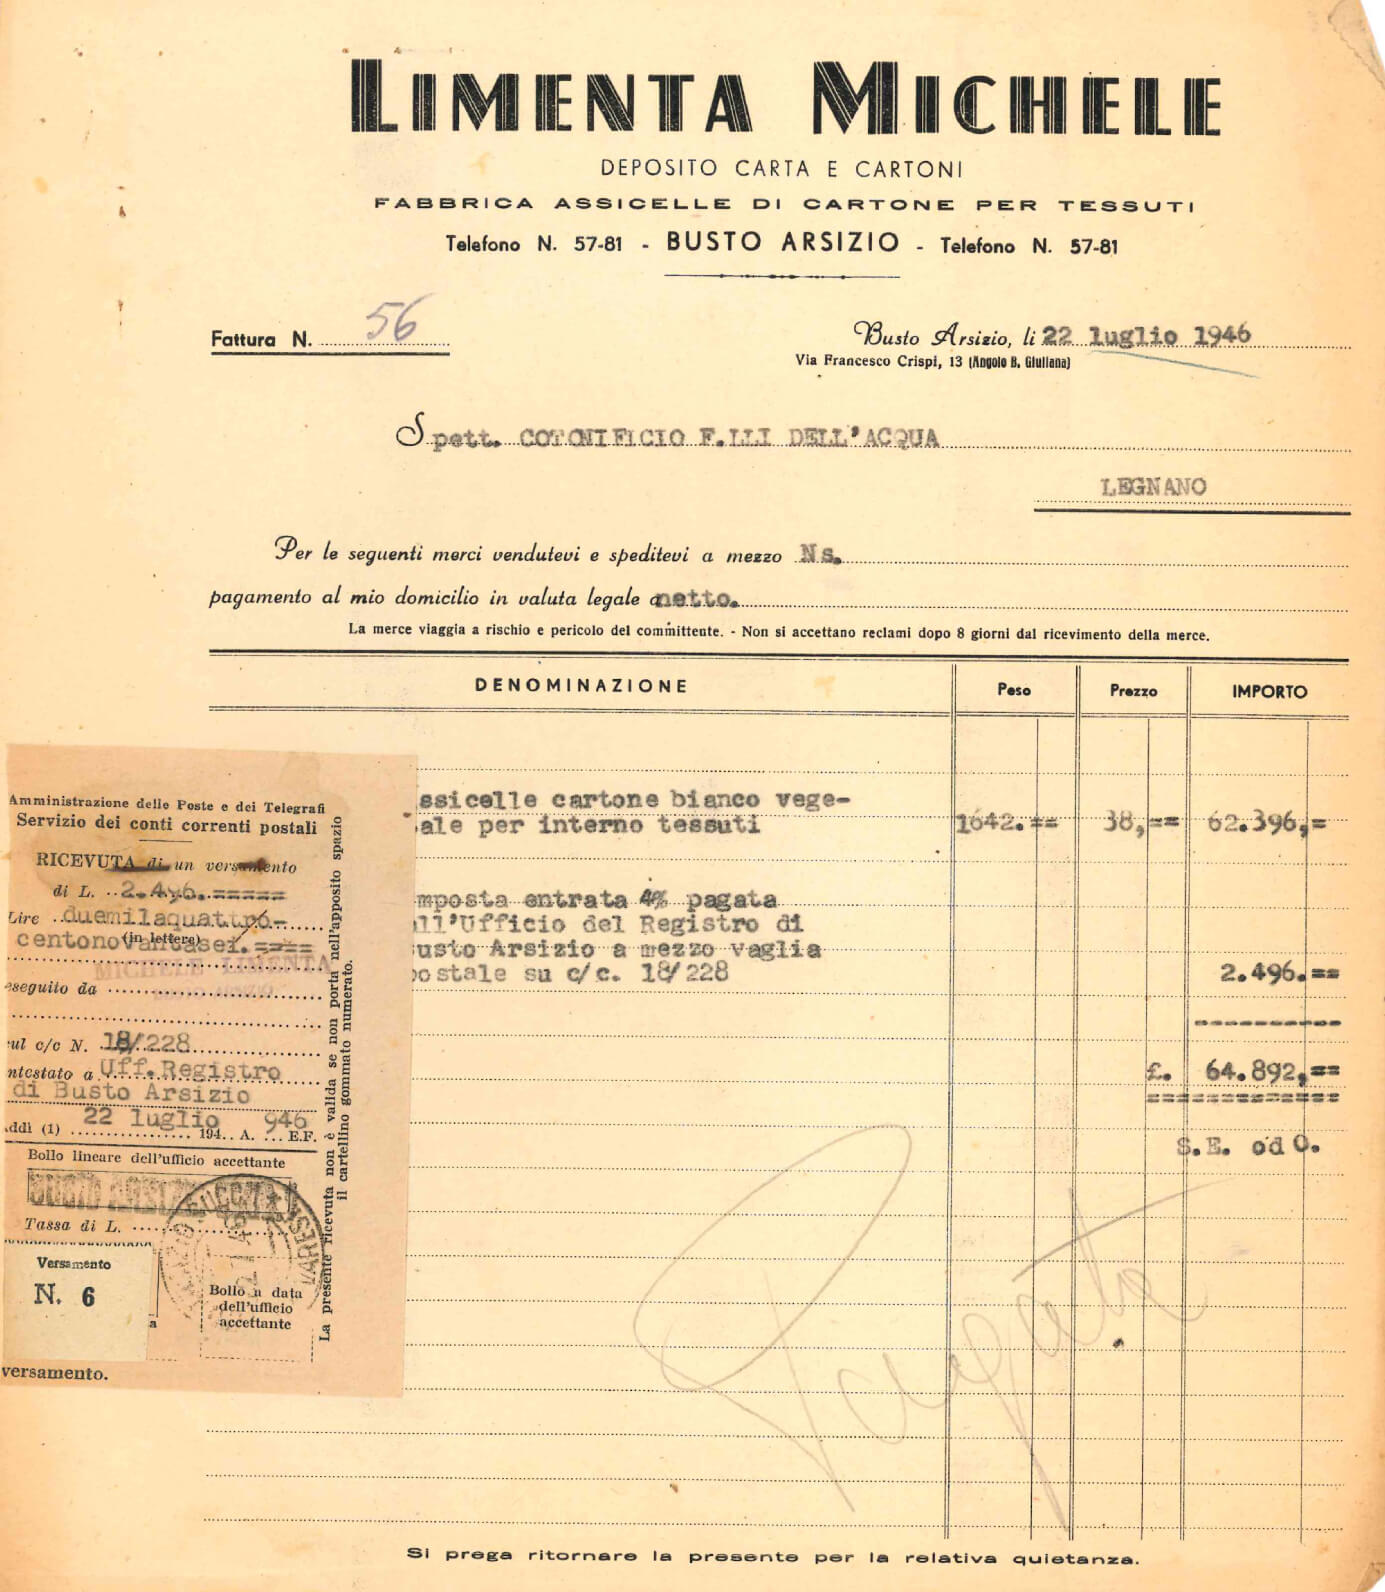 LIMENTA MICHELE
DEPOSITO CARTA E CARTONI
FABBRICA ASSICELLE DI CARTONE PER TESSUTI
Telefono N. 57-81 - BUSTO ARSIZIO - Telefono N. 57-81
Fattura N. 56
Busto Arsizio, li 22 luglio 1946
Via Francesco Crispi, 13 (Angolo B. Giuliana)
Spett. COTONIFICIO F.LLI DELL'ACQUA
LEGNANO
Per le seguenti merci vendutevi e speditevi a mezzo Ns.
pagamento al mio domicilio in valuta legale a netto.
La merce viaggia a rischio e pericolo del committente. - Non si accettano reclami dopo 8 giorni dal ricevimento della merce.
DENOMINAZIONE Peso Prezzo IMPORTO
ssicelle cartone bianco vege-
ale per interno tessuti 1642.== 38,== 62.396,=
mposta entrata 4% pagata
ll'Ufficio del Registro di
usto Arsizio a mezzo vaglia
ostale su c/c. 18/228 2.496.==
£. 64.892,==
S.E. od O.
Pagato
Si prega ritornare la presente per la relativa quietanza.
Amministrazione delle Poste e dei Telegrafi
Servizio dei conti correnti postali
RICEVUTA di un versamento
di L. 2.496.=====
Lire duemilaquattro-
centonovantasei.====
(in lettere)
MICHELE LIMENTA
eseguito da
sul c/c N. 18/228
ntestato a Uff.Registro
di Busto Arsizio
Addì (1) 22 luglio 194 946 A. E.F.
Bollo lineare dell'ufficio accettante
BUSTO ARSIZIO
Tassa di L.
Versamento
N. 6
Bollo a data
dell'ufficio
accettante
a
versamento.
La presente ricevuta non è valida se non porta nell'apposito spazio
il cartellino gommato numerato.
VARESE